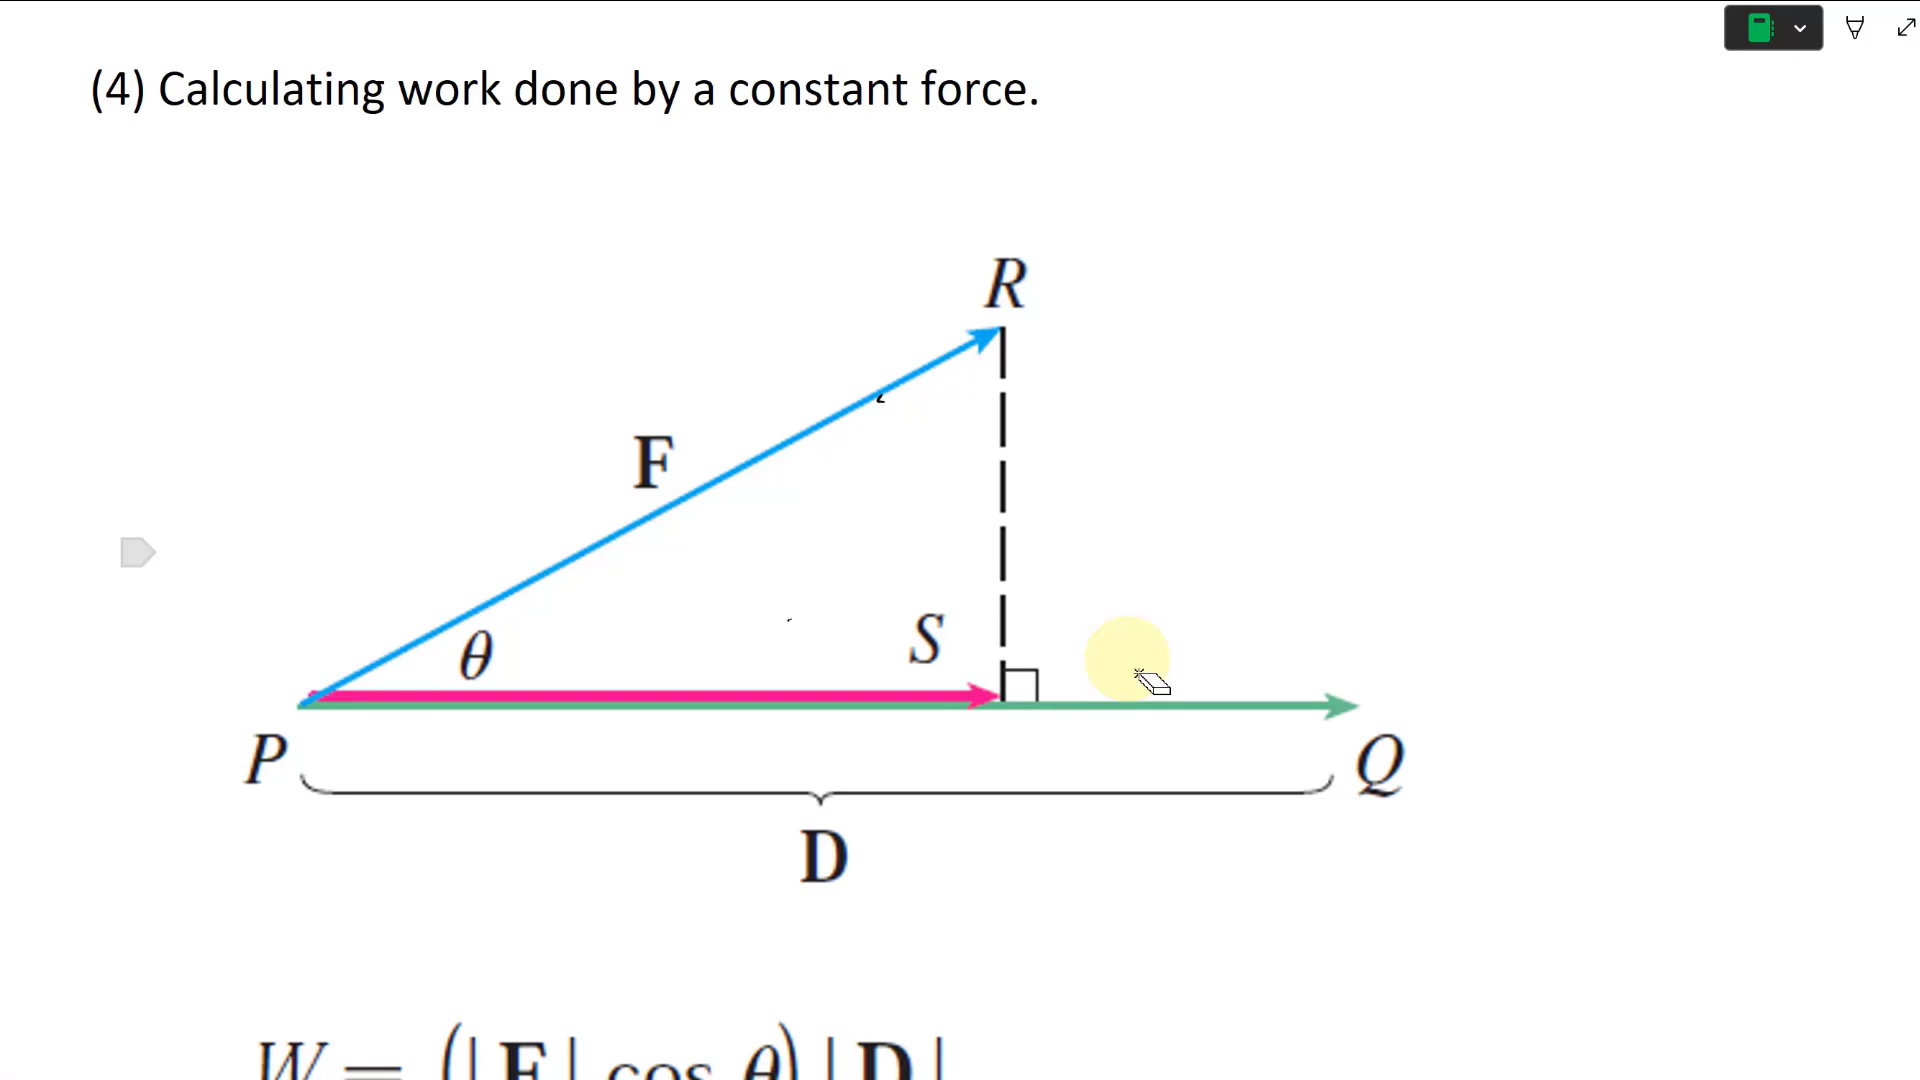 (4) Calculating work done by a constant force.
R
F
θ
S
P
Q
D
W = (| F | cos θ) | D |